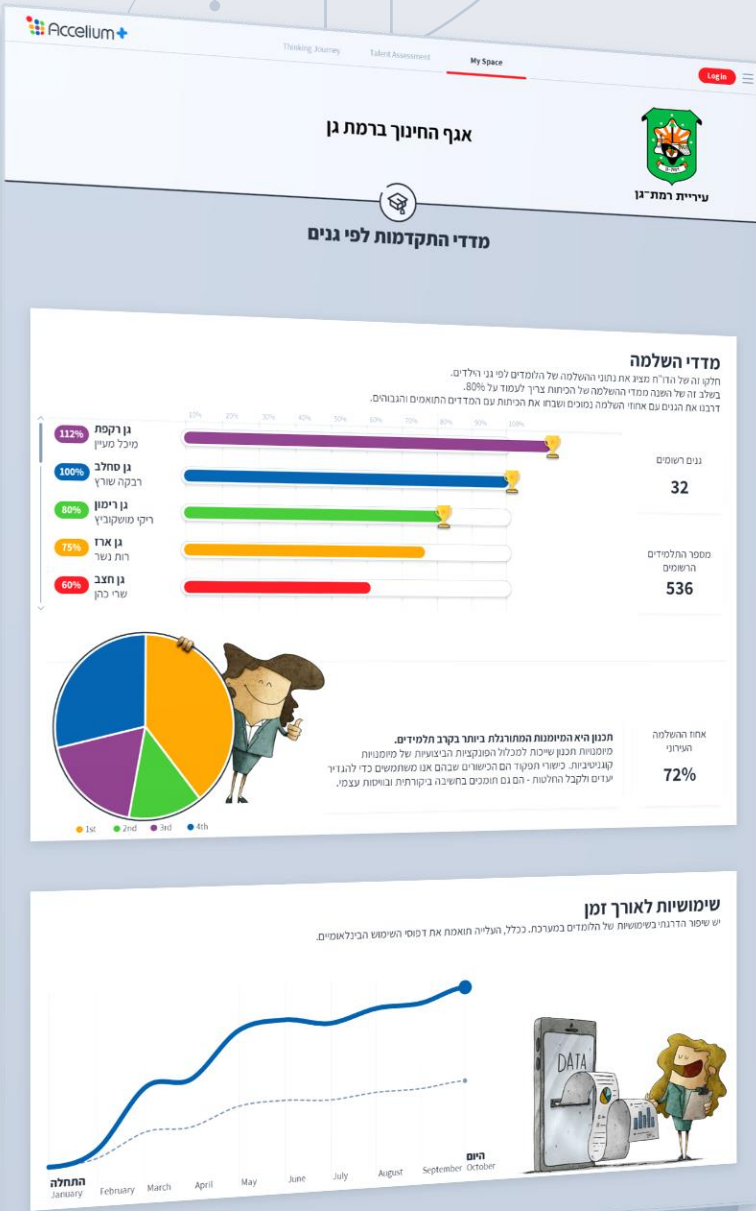 Accelium+
Thinking Journey
Talent Assessment
My Space
Login
אגף החינוך ברמת גן
עיריית רמת־גן
מדדי התקדמות לפי גנים
מדדי השלמה
חלקו זה של הדו"ח מציג את נתוני ההשלמה של הלומדים לפי גני הילדים.
בשלב זה של השנה ממדי ההשלמה של הכיתות צריך לעמוד על 80%.
דרבנו את הגנים עם אחוזי השלמה נמוכים ושבחו את הכיתות עם המדדים התואמים והגבוהים.
10% 20% 30% 40% 50% 60% 70% 80% 90% 100%
גן רקפת
מיכל מעיין
112%
גן סחלב
רבקה שורץ
100%
גן רימון
ריקי מושקוביץ
80%
גן ארז
רות נשר
75%
גן חצב
שרי כהן
60%
גנים רשומים
32
מספר התלמידים
הרשומים
536
אחוז ההשלמה
העירוני
72%
תכנון היא המיומנות המתורגלת ביותר בקרב תלמידים.
מיומנויות תכנון שייכות למכלול הפונקציות הביצועיות של מיומנויות
קוגניטיביות. כישורי תפקוד הם הכישורים שבהם אנו משתמשים כדי להגדיר
יעדים ולקבל החלטות - הם גם תומכים בחשיבה ביקורתית ובוויסות עצמי.
1st 2nd 3rd 4th
שימושיות לאורך זמן
יש שיפור הדרגתי בשימושיות של הלומדים במערכת. ככלל, העלייה תואמת את דפוסי השימוש הבינלאומיים.
DATA
התחלה
היום
January February March April May June July August September October